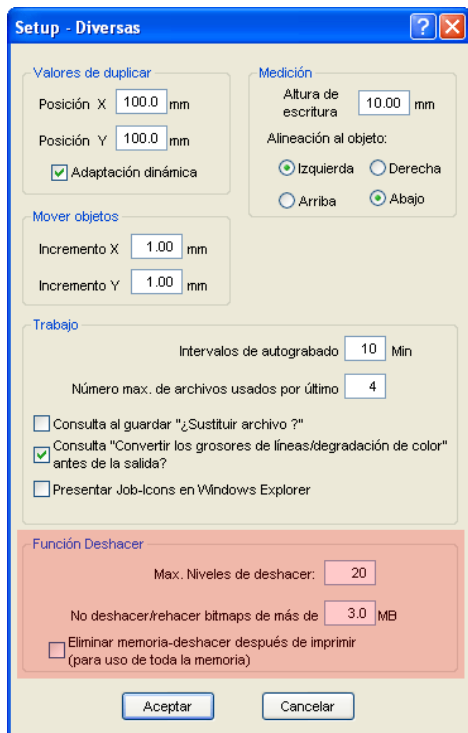 Setup - Diversas
Valores de duplicar
Posición X 100.0 mm
Posición Y 100.0 mm
Adaptación dinámica
Medición
Altura de
escritura 10.00 mm
Alineación al objeto:
Izquierda Derecha
Arriba Abajo
Mover objetos
Incremento X 1.00 mm
Incremento Y 1.00 mm
Trabajo
Intervalos de autograbado 10 Min
Número max. de archivos usados por último 4
Consulta al guardar "¿Sustituir archivo ?"
Consulta "Convertir los grosores de líneas/degradación de color"
antes de la salida?
Presentar Job-Icons en Windows Explorer
Función Deshacer
Max. Niveles de deshacer: 20
No deshacer/rehacer bitmaps de más de 3.0 MB
Eliminar memoria-deshacer después de imprimir
(para uso de toda la memoria)
Aceptar Cancelar